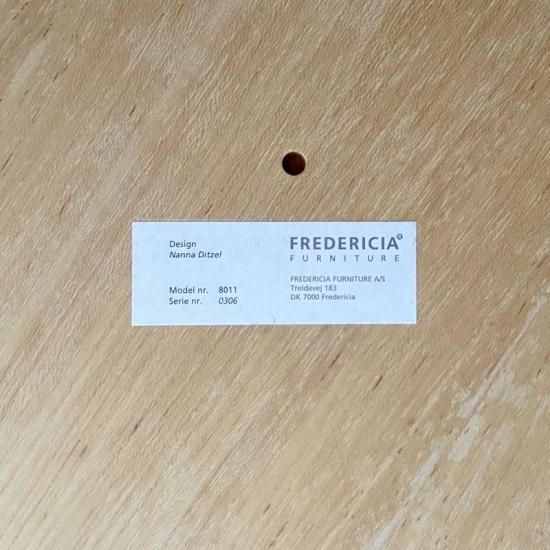 Design
Nanna Ditzel
Model nr. 8011
Serie nr. 0306
FREDERICIA®
FURNITURE
FREDERICIA FURNITURE A/S
Treldevej 183
DK 7000 Fredericia